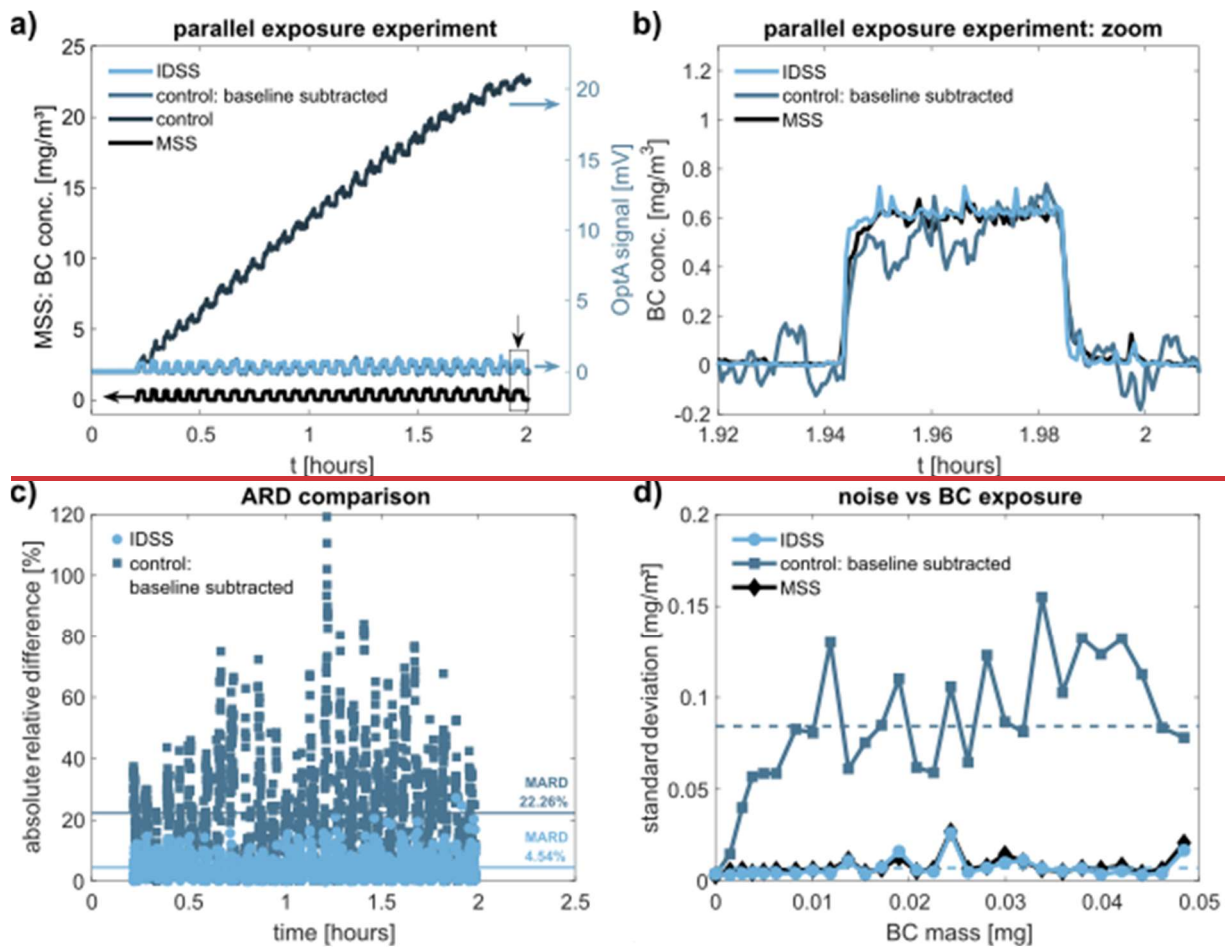 a)
parallel exposure experiment
25
20
15
10
5
0
MSS: BC conc. [mg/m³]
IDSS
control: baseline subtracted
control
MSS
20
15
10
5
0
OptA signal [mV]
0
0.5
1
1.5
2
t [hours]
b)
parallel exposure experiment: zoom
1.2
1
0.8
0.6
0.4
0.2
0
-0.2
BC conc. [mg/m³]
IDSS
control: baseline subtracted
MSS
1.92
1.94
1.96
1.98
2
t [hours]
c)
ARD comparison
120
100
80
60
40
20
0
absolute relative difference [%]
IDSS
control:
baseline subtracted
MARD
22.26%
MARD
4.54%
0
0.5
1
1.5
2
2.5
time [hours]
d)
noise vs BC exposure
0.2
0.15
0.1
0.05
0
standard deviation [mg/m³]
IDSS
control: baseline subtracted
MSS
0
0.01
0.02
0.03
0.04
0.05
BC mass [mg]